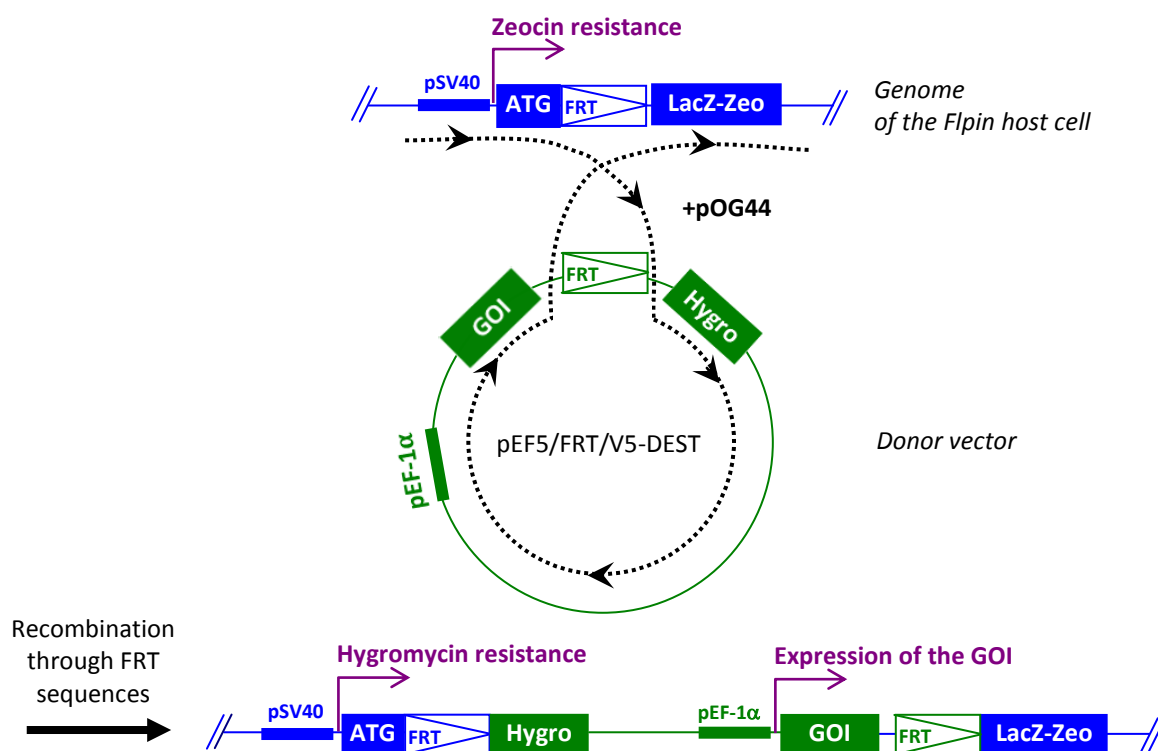 Zeocin resistance
pSV40
ATG
FRT
LacZ-Zeo
Genome
of the Flpin host cell
+pOG44
FRT
GOI
Hygro
pEF-1α
pEF5/FRT/V5-DEST
Donor vector
Recombination
through FRT
sequences
Hygromycin resistance
Expression of the GOI
pSV40
pEF-1α
ATG
FRT
Hygro
GOI
FRT
LacZ-Zeo